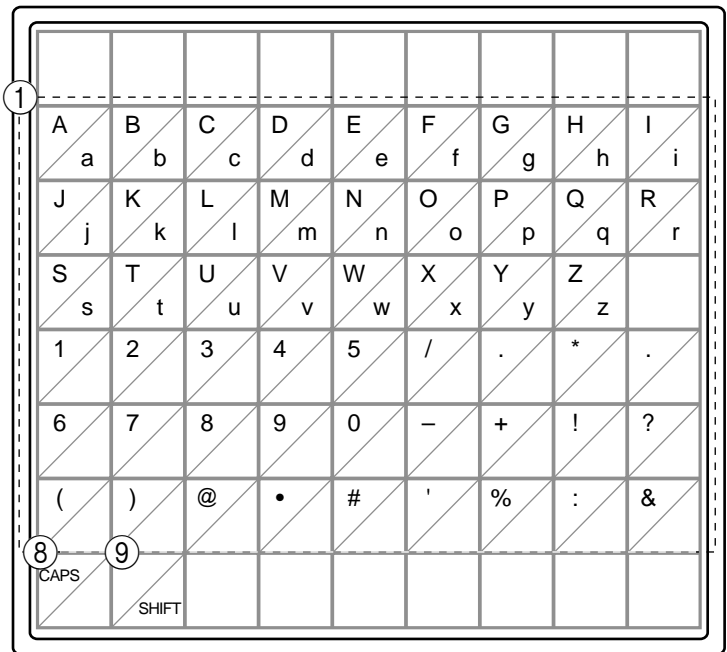 1
A a B b C c D d E e F f G g H h I i
J j K k L l M m N n O o P p Q q R r
S s T t U u V v W w X x Y y Z z
1 2 3 4 5 / . * .
6 7 8 9 0 – + ! ?
( ) @ • # ' % : &
8 9
CAPS SHIFT